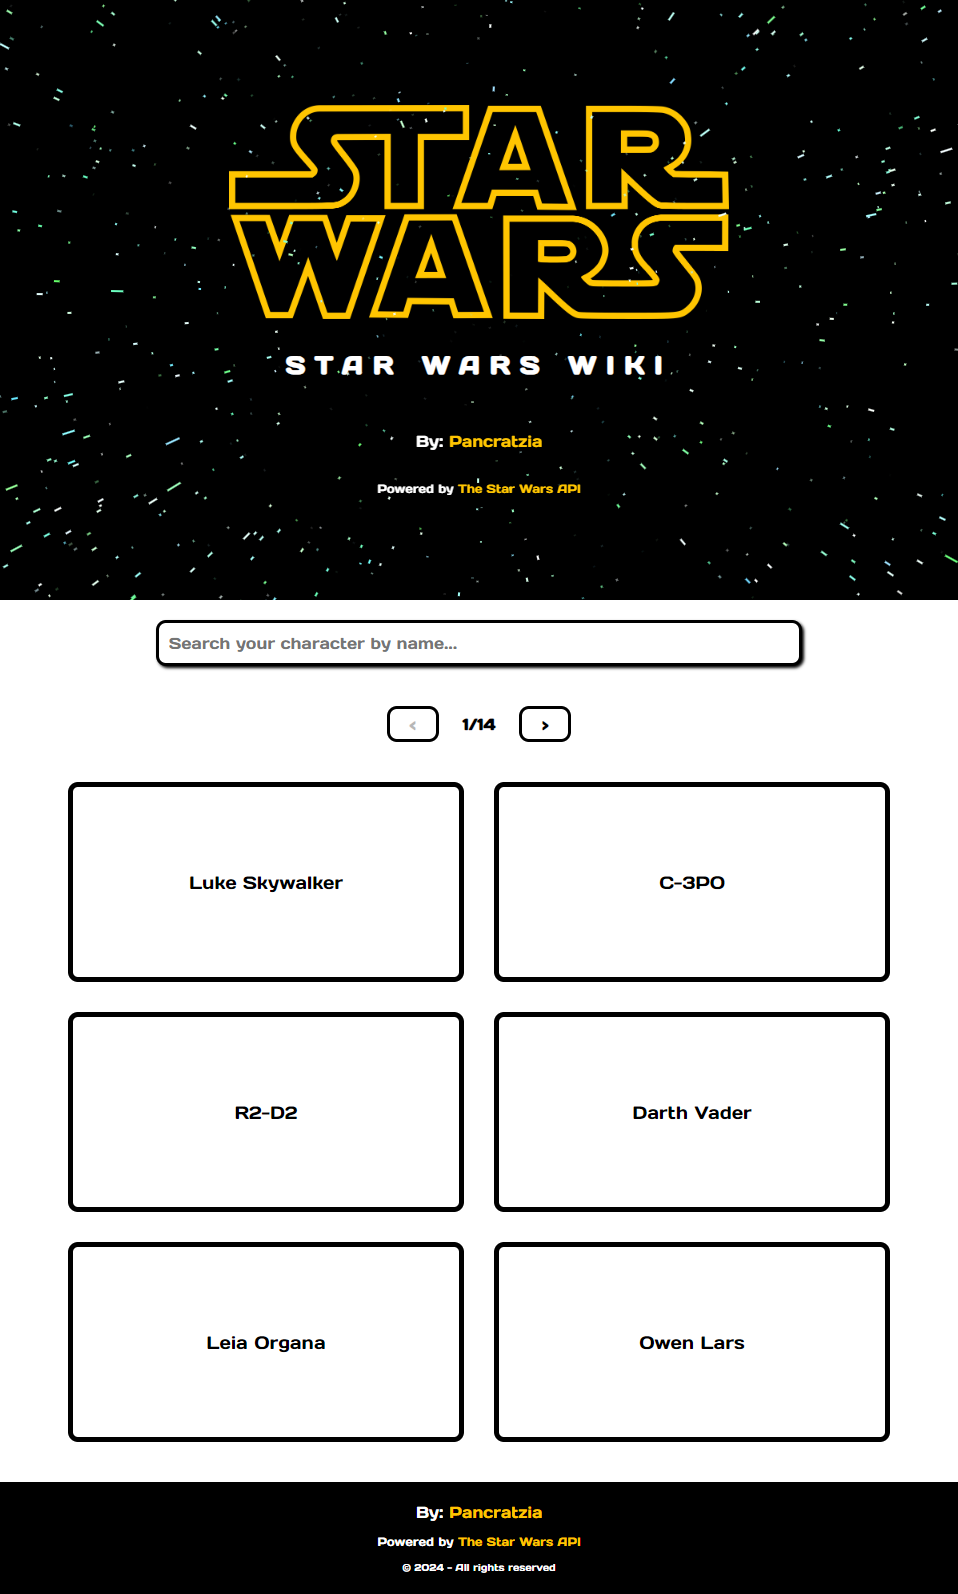 STAR
WARS
STAR WARS WIKI
By: Pancratzia
Powered by The Star Wars API
Search your character by name...
< 1/14 >
Luke Skywalker
C-3PO
R2-D2
Darth Vader
Leia Organa
Owen Lars
By: Pancratzia
Powered by The Star Wars API
© 2024 - All rights reserved